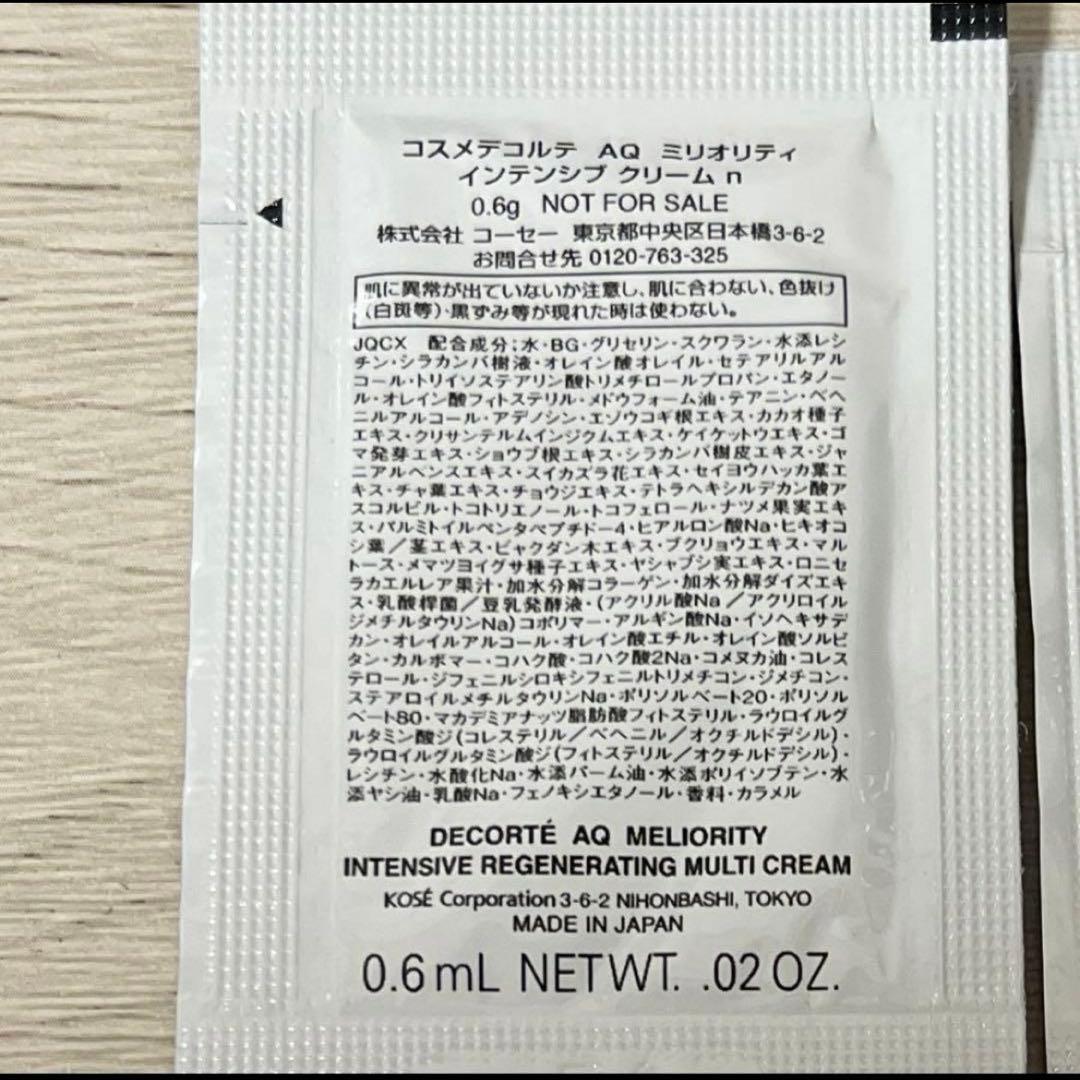 コスメデコルテ AQ ミリオリティ
インテンシブ クリーム n
0.6g NOT FOR SALE
株式会社 コーセー 東京都中央区日本橋3-6-2
お問合せ先 0120-763-325
肌に異常が出ていないか注意し、肌に合わない、色抜け
(白斑等)・黒ずみ等が現れた時は使わない。
JQCX 配合成分:水・BG・グリセリン・スクワラン・水添レシ
チン・シラカンバ樹液・オレイン酸オレイル・セテアリルアル
コール・トリイソステアリン酸トリメチロールプロパン・エタノー
ル・オレイン酸フィトステリル・メドウフォーム油・テアニン・ベヘ
ニルアルコール・アデノシン・エゾウコギ根エキス・カカオ種子
エキス・クリサンテルムインジクムエキス・ケイケットウエキス・ゴ
マ発芽エキス・ショウブ根エキス・シラカンバ樹皮エキス・ジャ
ニアルベンスエキス・スイカズラ花エキス・セイヨウハッカ葉エ
キス・チャ葉エキス・チョウジエキス・テトラヘキシルデカン酸ア
スコルビル・トコトリエノール・トコフェロール・ナツメ果実エキ
ス・パルミトイルペンタペプチド-4・ヒアルロン酸Na・ヒキオコ
シ葉/茎エキス・ビャクダン木エキス・ブクリョウエキス・マル
トース・メマツヨイグサ種子エキス・ヤシャブシ実エキス・ロニセ
ラカエルレア果汁・加水分解コラーゲン・加水分解ダイズエキ
ス・乳酸桿菌/豆乳発酵液・(アクリル酸Na/アクリロイル
ジメチルタウリンNa)コポリマー・アルギン酸Na・イソヘキサデ
カン・オレイルアルコール・オレイン酸エチル・オレイン酸ソルビ
タン・カルボマー・コハク酸・コハク酸2Na・コメヌカ油・コレス
テロール・ジフェニルシロキシフェニルトリメチコン・ジメチコン・
ステアロイルメチルタウリンNa・ポリソルベート20・ポリソル
ベート80・マカデミアナッツ脂肪酸フィトステリル・ラウロイルグ
ルタミン酸ジ(コレステリル/ベヘニル/オクチルドデシル)・
ラウロイルグルタミン酸ジ(フィトステリル/オクチルドデシル)・
レシチン・水酸化Na・水添パーム油・水添ポリイソブテン・水
添ヤシ油・乳酸Na・フェノキシエタノール・香料・カラメル
DECORTÉ AQ MELIORITY
INTENSIVE REGENERATING MULTI CREAM
KOSÉ Corporation 3-6-2 NIHONBASHI, TOKYO
MADE IN JAPAN
0.6 mL NET WT. .02 OZ.